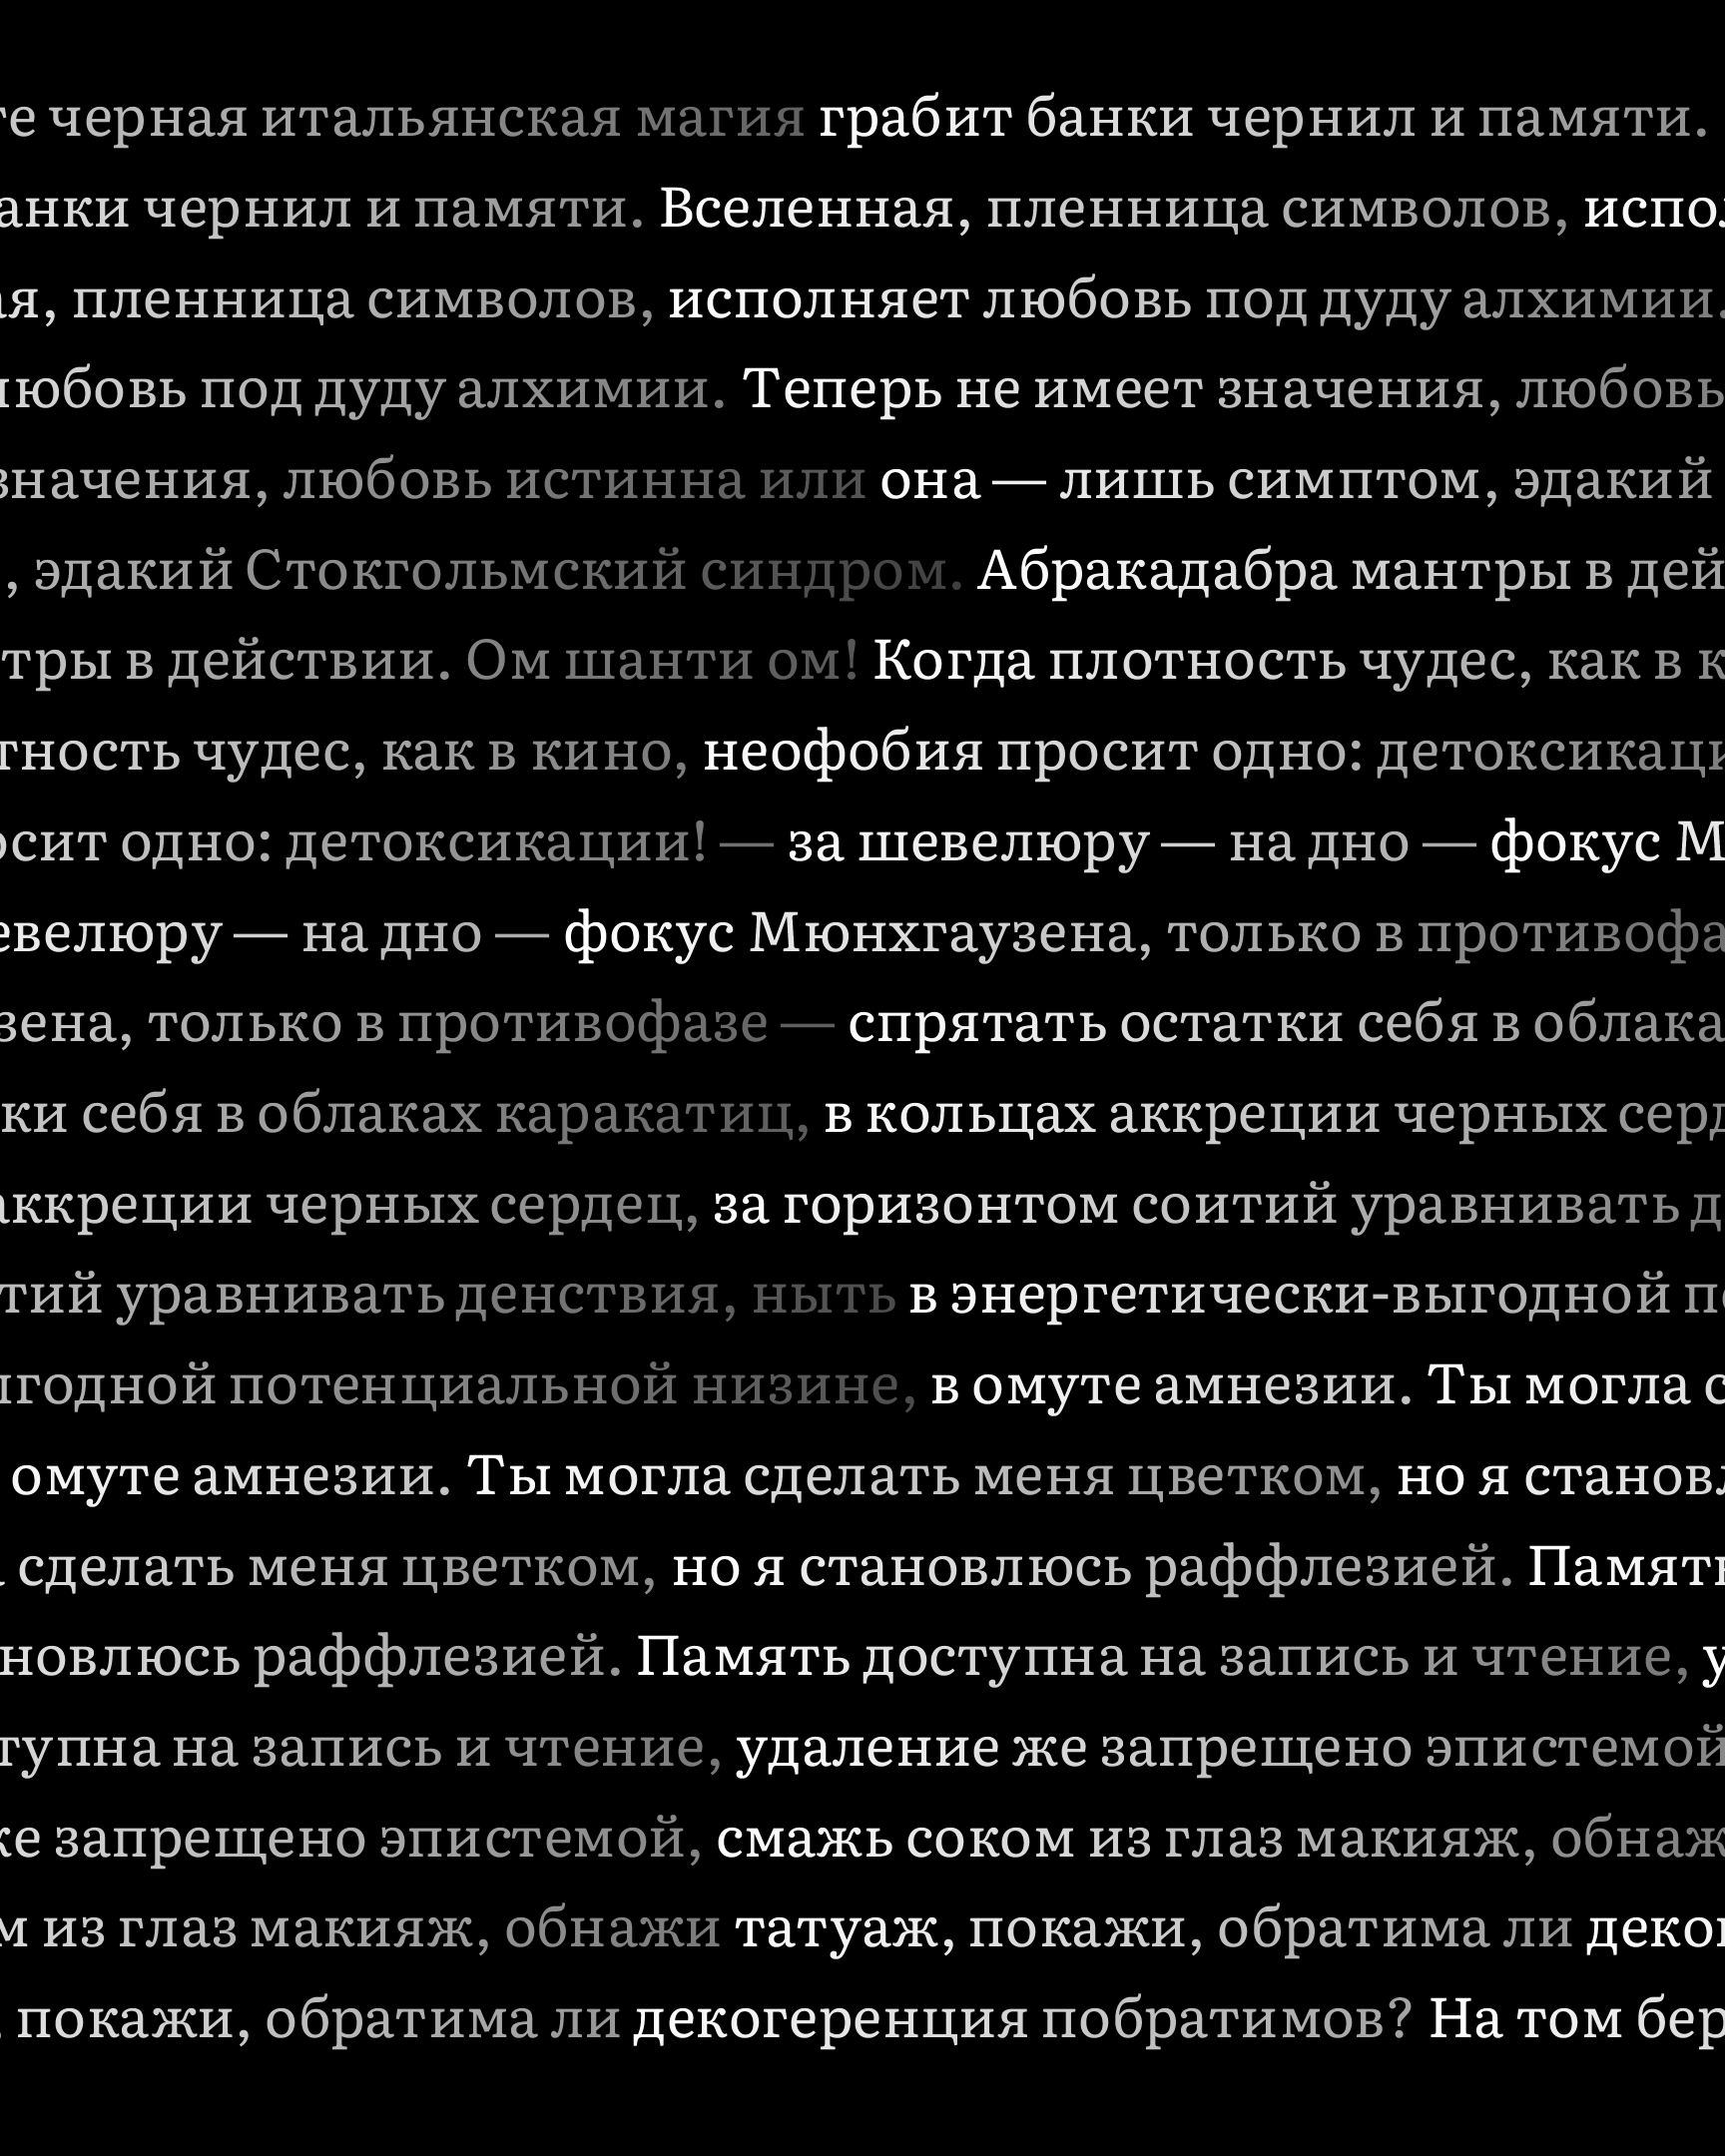 те черная итальянская магия грабит банки чернил и памяти.
анки чернил и памяти. Вселенная, пленница символов, испол
ая, пленница символов, исполняет любовь под дуду алхимии.
любовь под дуду алхимии. Теперь не имеет значения, любовь
значения, любовь истинна или она — лишь симптом, эдакий
, эдакий Стокгольмский синдром. Абракадабра мантры в дей
тры в действии. Ом шанти ом! Когда плотность чудес, как в к
тность чудес, как в кино, неофобия просит одно: детоксикаци
осит одно: детоксикации! — за шевелюру — на дно — фокус М
евелюру — на дно — фокус Мюнхгаузена, только в противофа
зена, только в противофазе — спрятать остатки себя в облака
ки себя в облаках каракатиц, в кольцах аккреции черных серд
аккреции черных сердец, за горизонтом соитий уравнивать д
тий уравнивать денствия, ныть в энергетически-выгодной по
ыгодной потенциальной низине, в омуте амнезии. Ты могла с
омуте амнезии. Ты могла сделать меня цветком, но я становл
сделать меня цветком, но я становлюсь раффлезией. Память
новлюсь раффлезией. Память доступна на запись и чтение, у
тупна на запись и чтение, удаление же запрещено эпистемой
же запрещено эпистемой, смажь соком из глаз макияж, обнаж
м из глаз макияж, обнажи татуаж, покажи, обратима ли деког
покажи, обратима ли декогеренция побратимов? На том бер